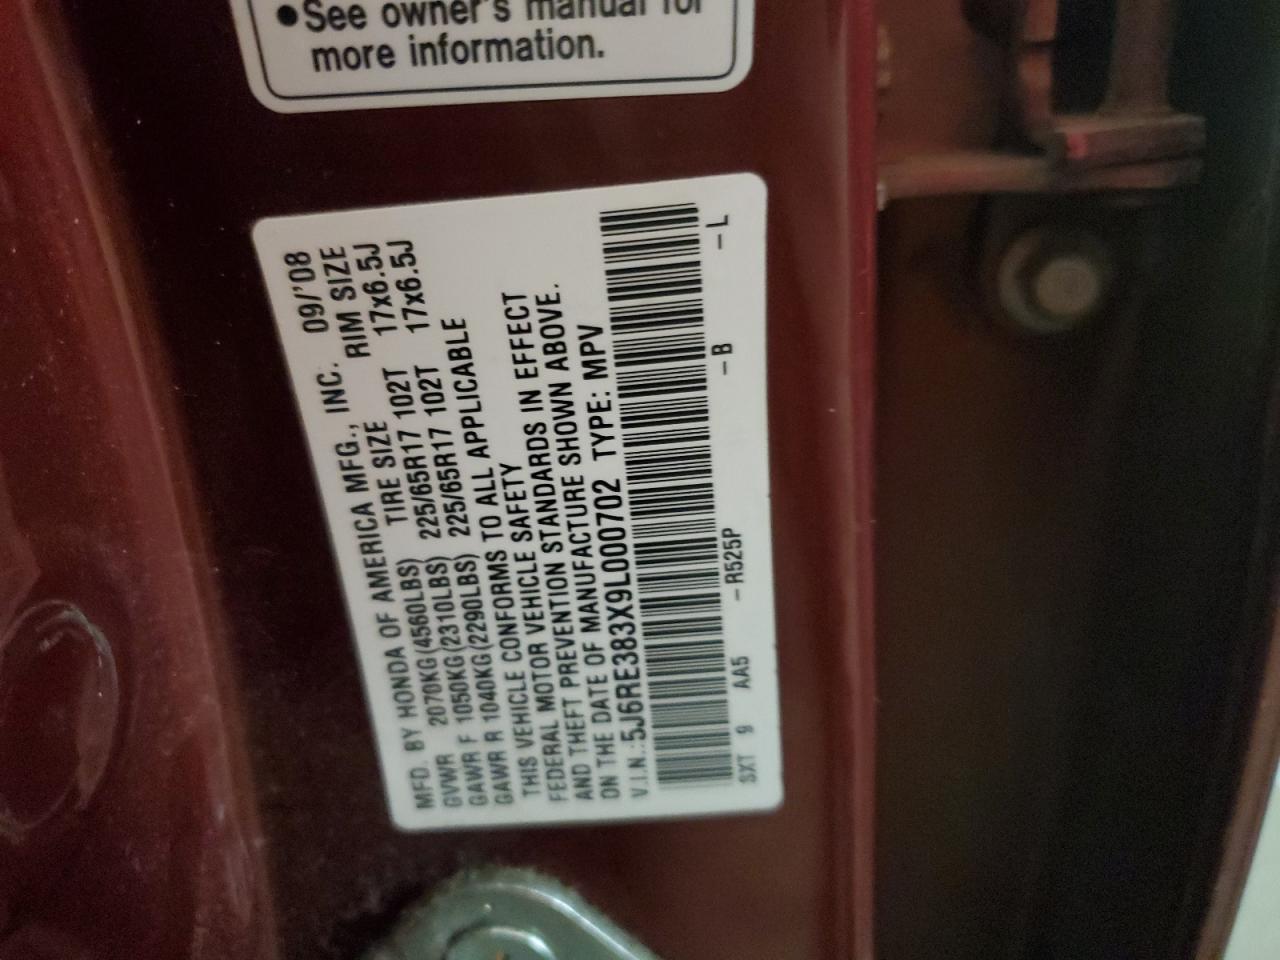 ●See owner's manual for
more information.
MFD. BY HONDA OF AMERICA MFG., INC. 09/'08
TIRE SIZE RIM SIZE
GVWR 2070KG(4560LBS)
GAWR F 1050KG(2310LBS) 225/65R17 102T 17x6.5J
GAWR R 1040KG(2290LBS) 225/65R17 102T 17x6.5J
THIS VEHICLE CONFORMS TO ALL APPLICABLE
FEDERAL MOTOR VEHICLE SAFETY
AND THEFT PREVENTION STANDARDS IN EFFECT
ON THE DATE OF MANUFACTURE SHOWN ABOVE.
V.I.N.:5J6RE383X9L000702 TYPE: MPV
SXT 9 AA5 -R525P -B -L